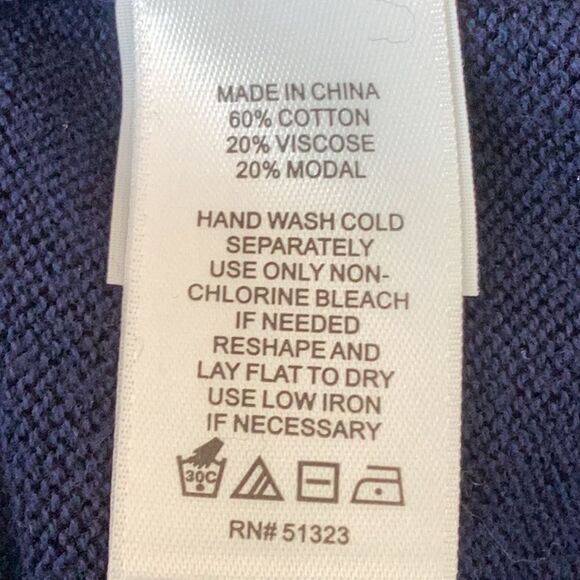 MADE IN CHINA
60% COTTON
20% VISCOSE
20% MODAL
HAND WASH COLD
SEPARATELY
USE ONLY NON-
CHLORINE BLEACH
IF NEEDED
RESHAPE AND
LAY FLAT TO DRY
USE LOW IRON
IF NECESSARY
30C
RN# 51323